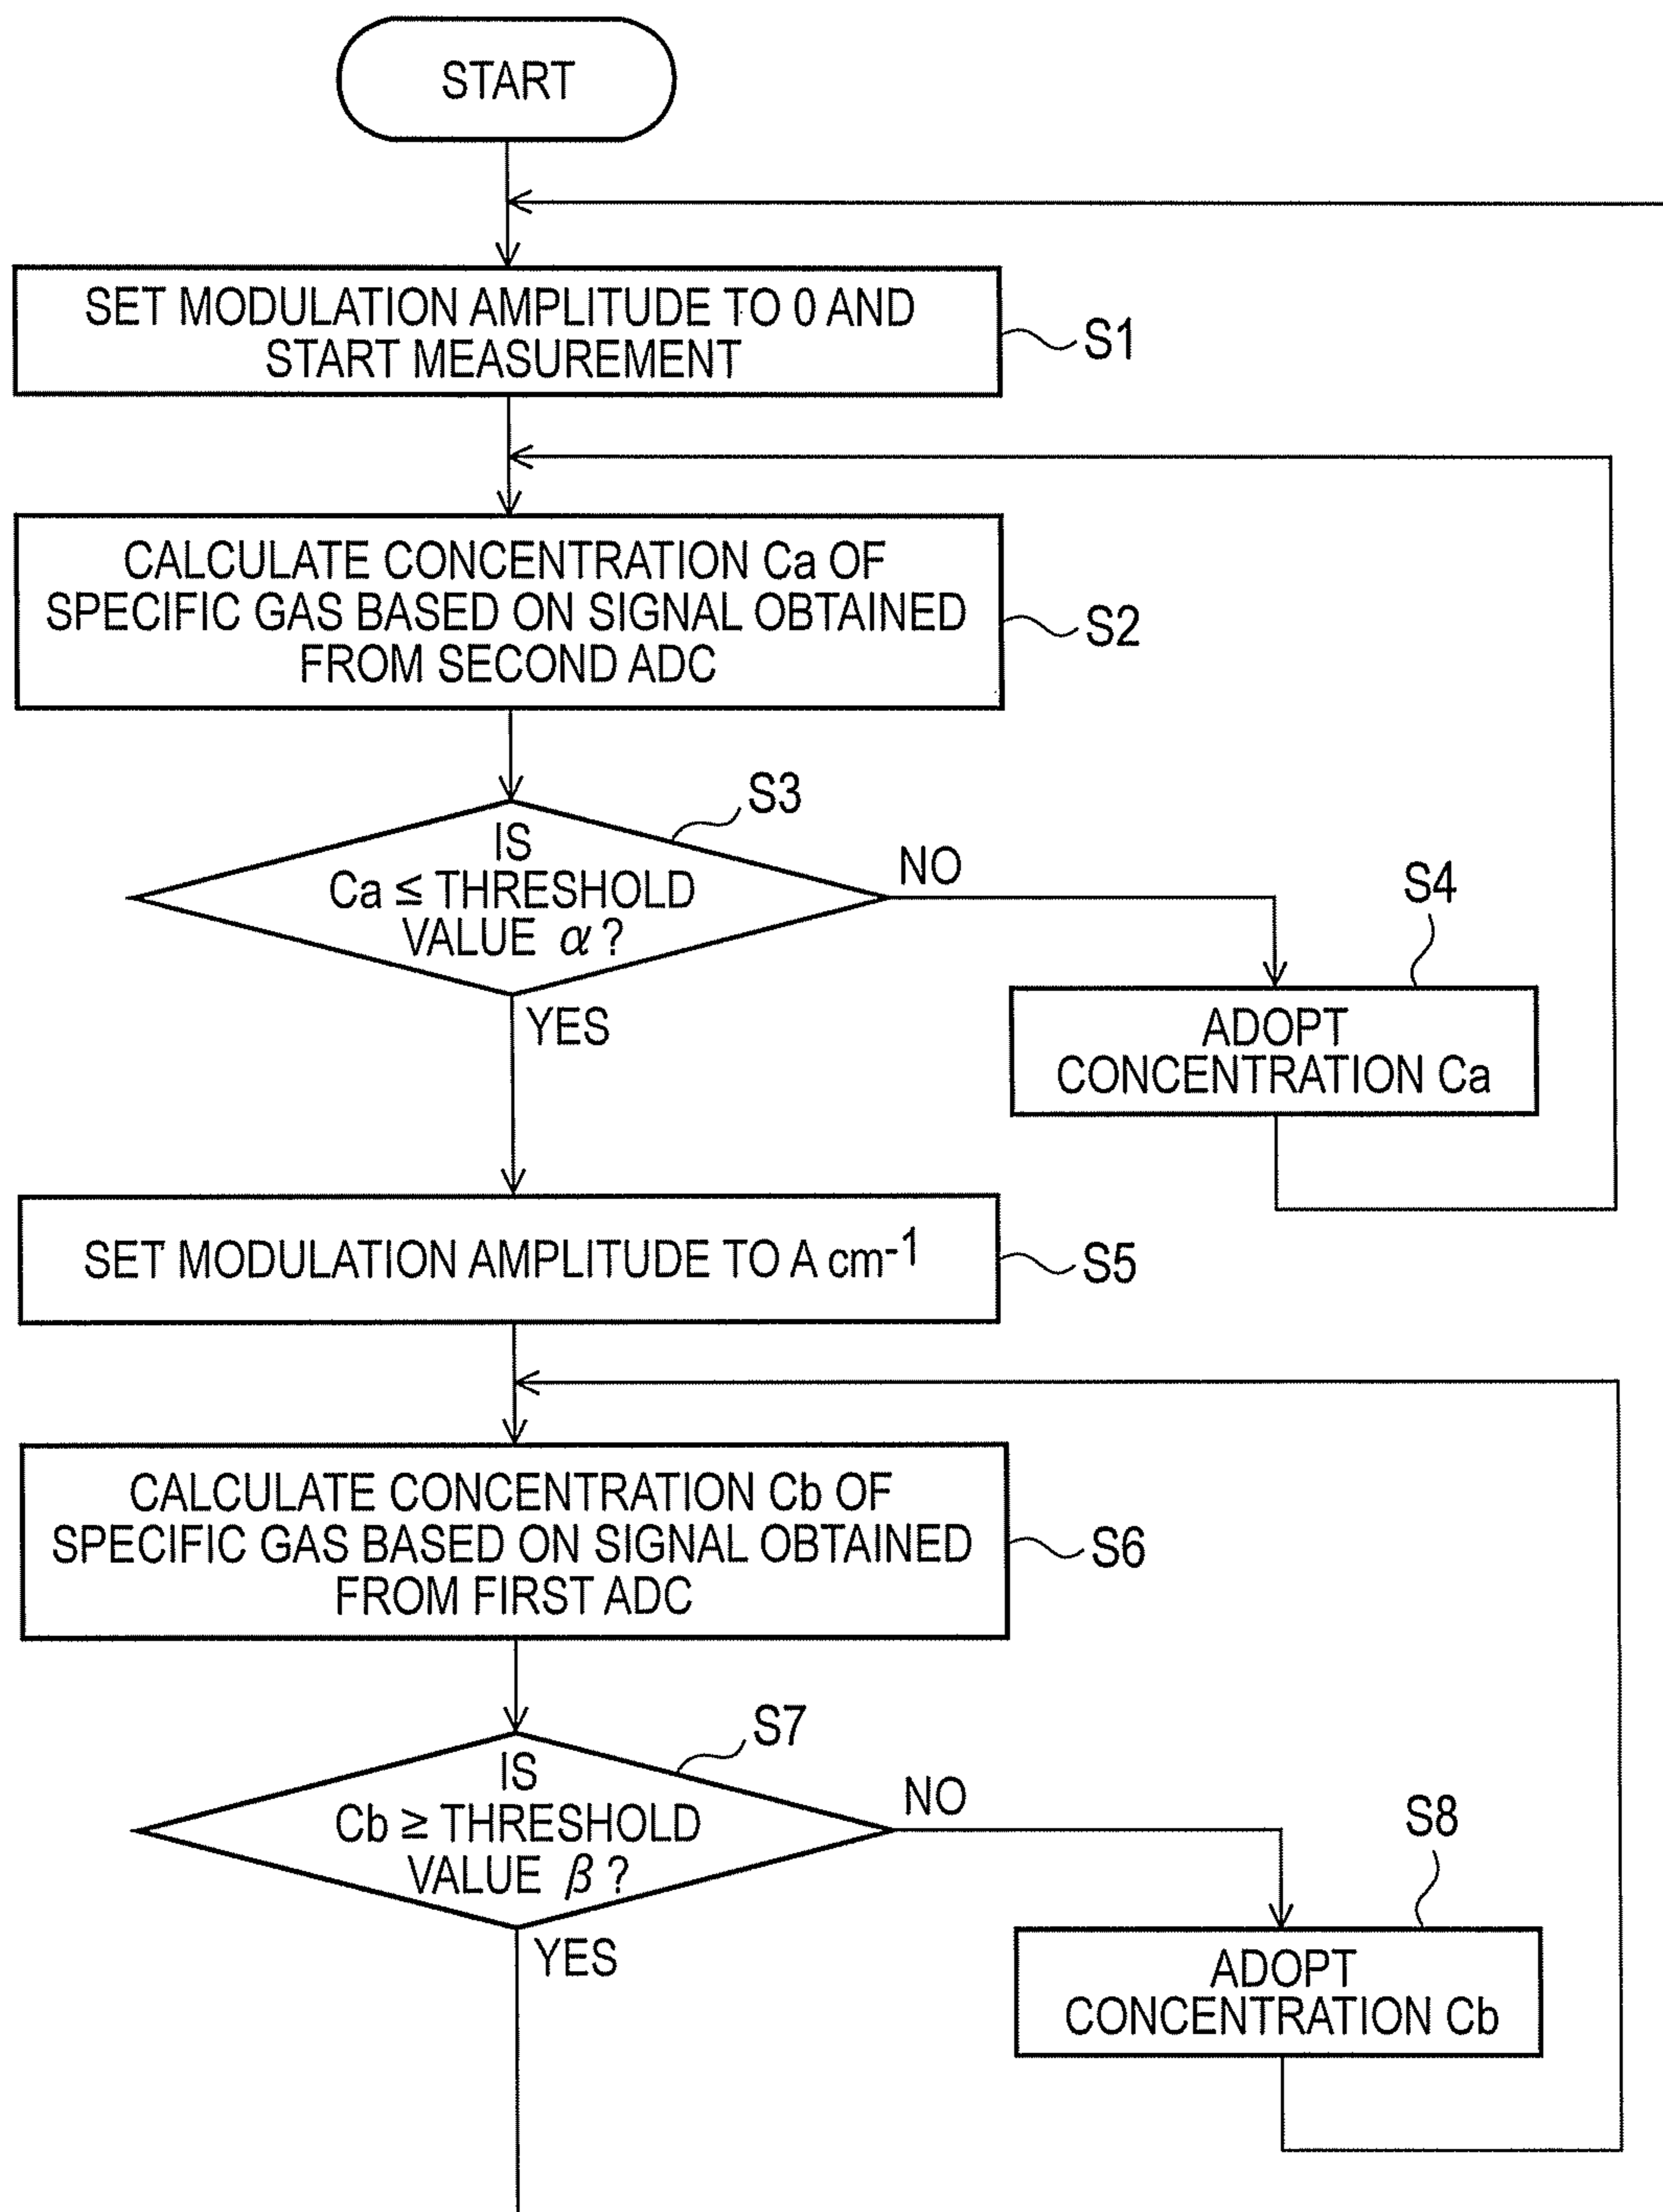 START
SET MODULATION AMPLITUDE TO 0 AND
START MEASUREMENT
S1
CALCULATE CONCENTRATION Ca OF
SPECIFIC GAS BASED ON SIGNAL OBTAINED
FROM SECOND ADC
S2
S3
IS
Ca ≤ THRESHOLD
VALUE α ?
NO
YES
S4
ADOPT
CONCENTRATION Ca
SET MODULATION AMPLITUDE TO A cm⁻¹
S5
CALCULATE CONCENTRATION Cb OF
SPECIFIC GAS BASED ON SIGNAL OBTAINED
FROM FIRST ADC
S6
S7
IS
Cb ≥ THRESHOLD
VALUE β ?
NO
YES
S8
ADOPT
CONCENTRATION Cb